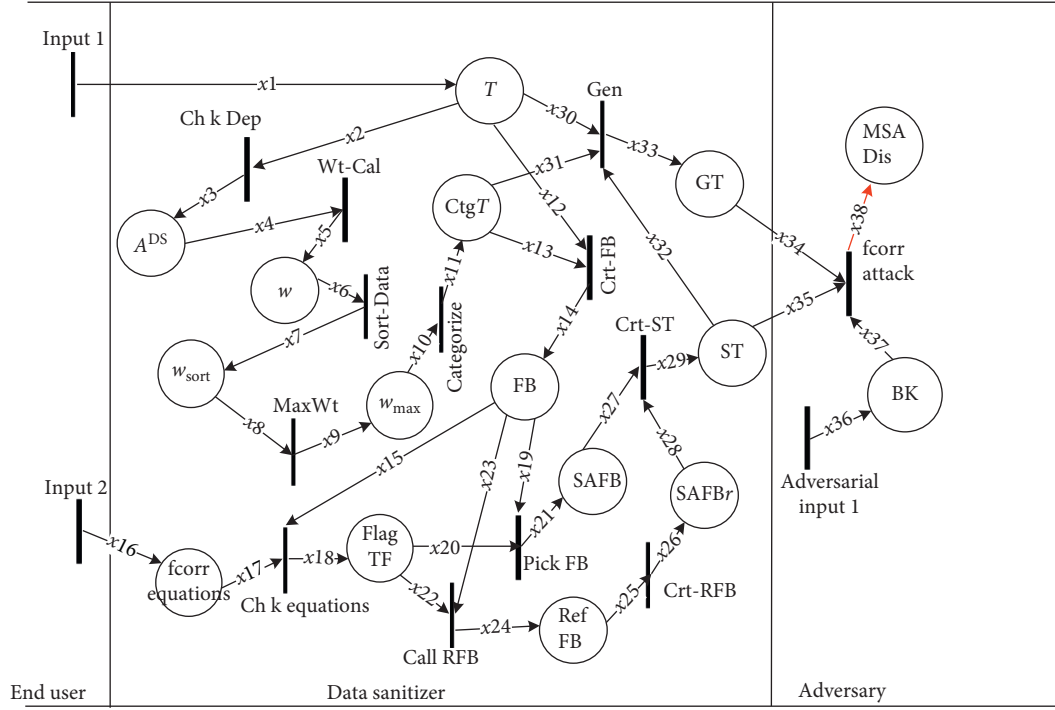 Input 1
x1
T
Gen
x30
x33
MSA
Dis
Ch k Dep
x2
Wt-Cal
x31
GT
x3
x12
CtgT
A^DS
x4
x5
x13
x32
x34
x38
fcorr
attack
Crt-FB
w
x6
Sort-Data
x11
x14
x35
x7
x10
Categorize
Crt-ST
x29
ST
x37
w_sort
FB
BK
MaxWt
w_max
x27
x8
x9
x36
x15
x23
x19
x28
Adversarial
input 1
SAFB
SAFBr
Input 2
x16
fcorr
equations
x17
x18
Flag
TF
x20
x21
Pick FB
x26
Ch k equations
x22
x25
Crt-RFB
x24
Ref
FB
Call RFB
End user
Data sanitizer
Adversary